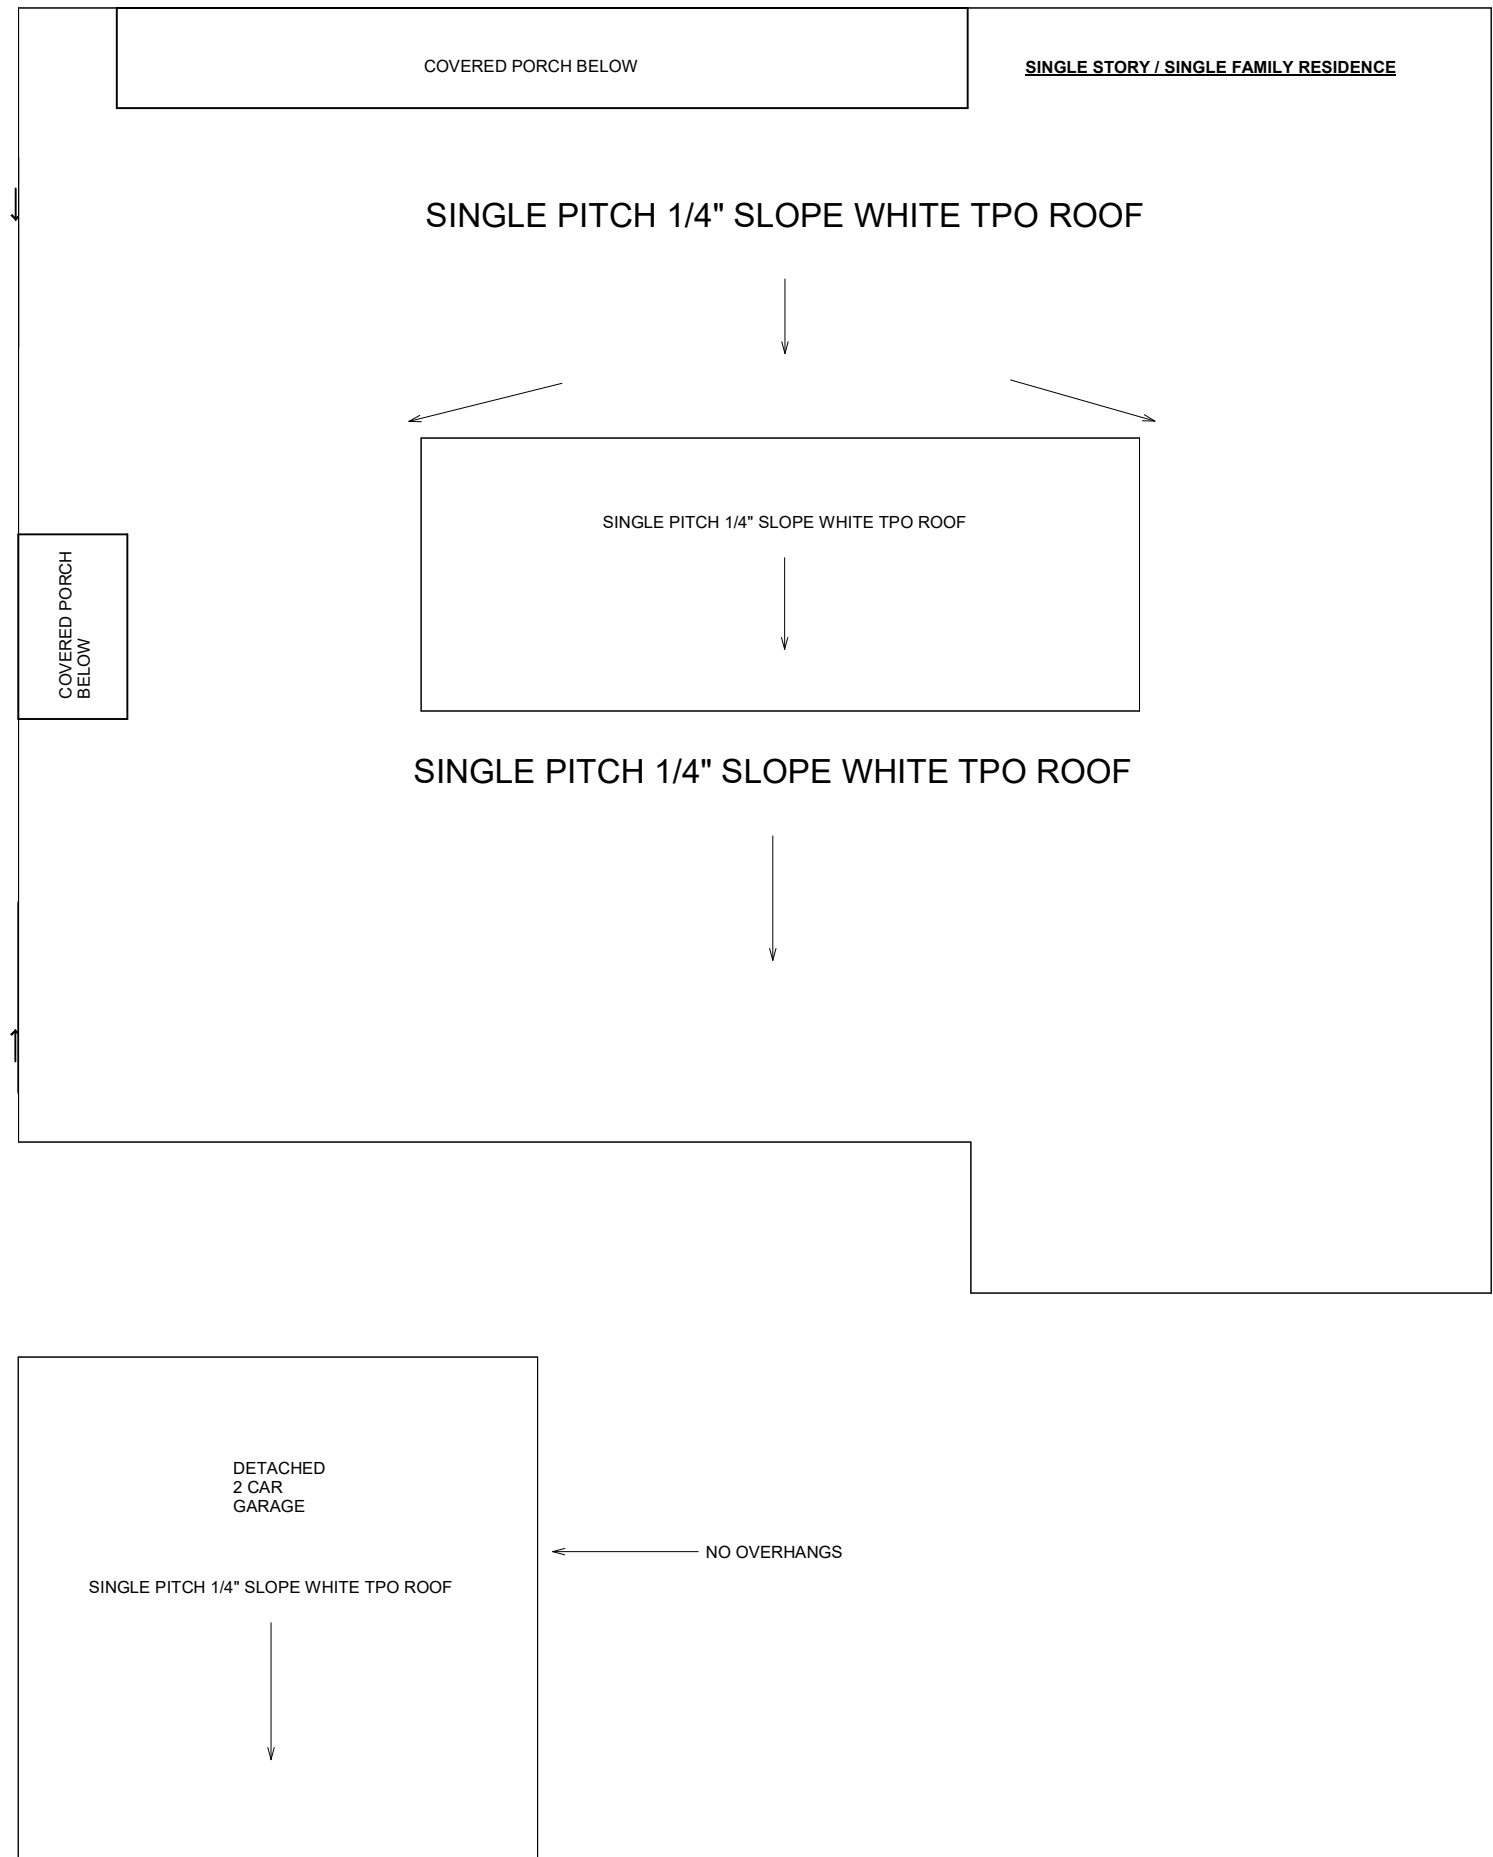 COVERED PORCH BELOW
SINGLE STORY / SINGLE FAMILY RESIDENCE
SINGLE PITCH 1/4" SLOPE WHITE TPO ROOF
SINGLE PITCH 1/4" SLOPE WHITE TPO ROOF
COVERED PORCH
BELOW
SINGLE PITCH 1/4" SLOPE WHITE TPO ROOF
DETACHED
2 CAR
GARAGE
NO OVERHANGS
SINGLE PITCH 1/4" SLOPE WHITE TPO ROOF